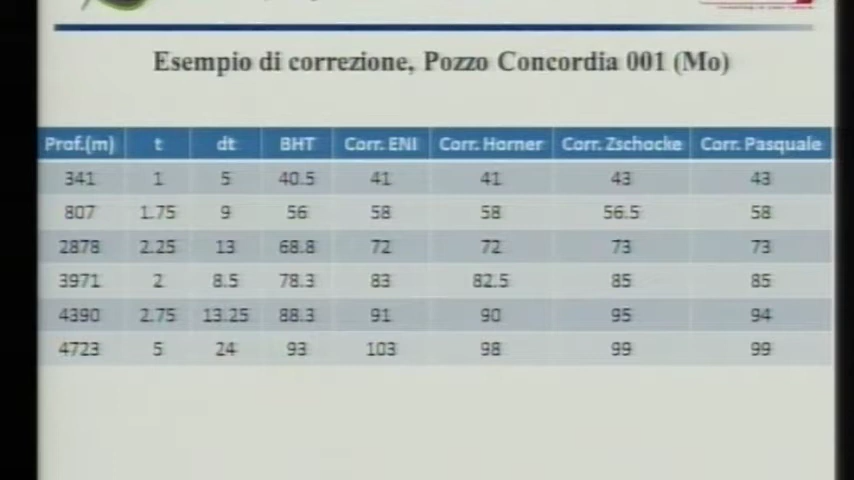 Esempio di correzione, Pozzo Concordia 001 (Mo)
Prof.(m) t dt BHT Corr. ENI Corr. Horner Corr. Zschocke Corr. Pasquale
341 1 5 40.5 41 41 43 43
807 1.75 9 56 58 58 56.5 58
2878 2.25 13 68.8 72 72 73 73
3971 2 8.5 78.3 83 82.5 85 85
4390 2.75 13.25 88.3 91 90 95 94
4723 5 24 93 103 98 99 99